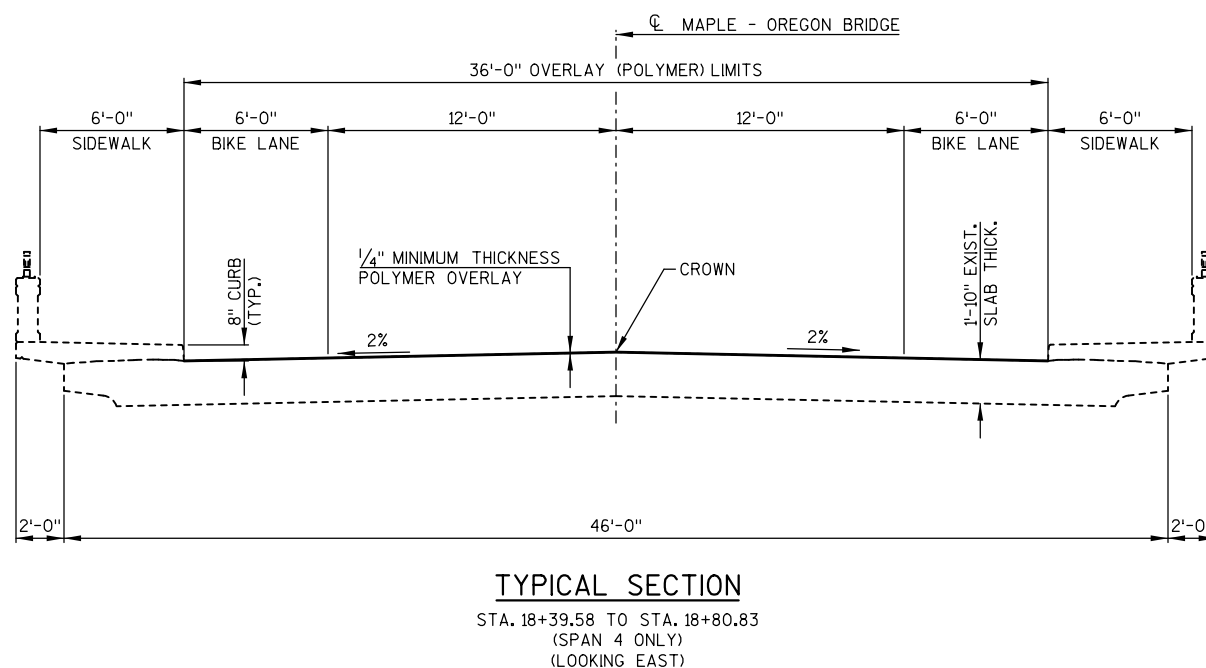 ℄ MAPLE - OREGON BRIDGE
36'-0" OVERLAY (POLYMER) LIMITS
6'-0" 6'-0" 12'-0" 12'-0" 6'-0" 6'-0"
SIDEWALK BIKE LANE BIKE LANE SIDEWALK
8" CURB
(TYP.)
1/4" MINIMUM THICKNESS
POLYMER OVERLAY
CROWN
1'-10" EXIST.
SLAB THICK.
2% 2%
2'-0" 46'-0" 2'-0
TYPICAL SECTION
STA. 18+39.58 TO STA. 18+80.83
(SPAN 4 ONLY)
(LOOKING EAST)